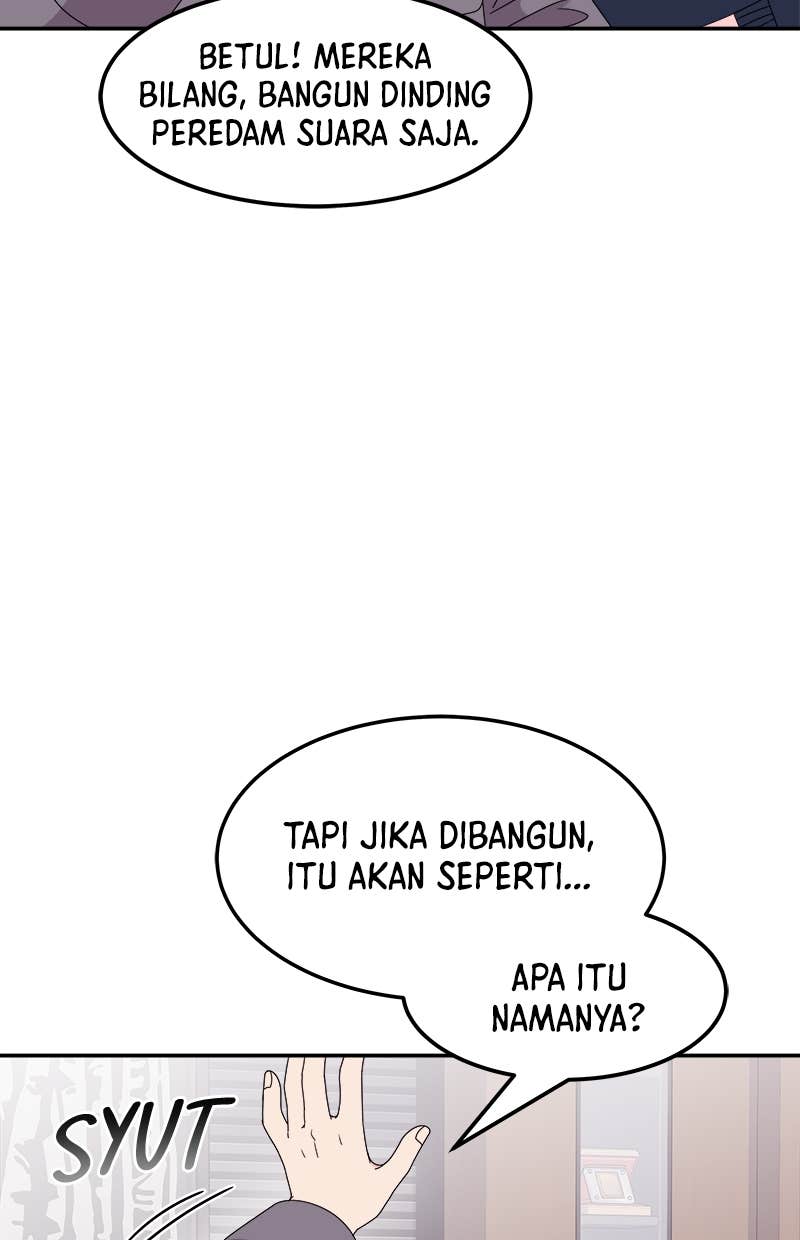 BETUL! MEREKA
BILANG, BANGUN DINDING
PEREDAM SUARA SAJA.
TAPI JIKA DIBANGUN,
ITU AKAN SEPERTI...
APA ITU
NAMANYA?
SYUT